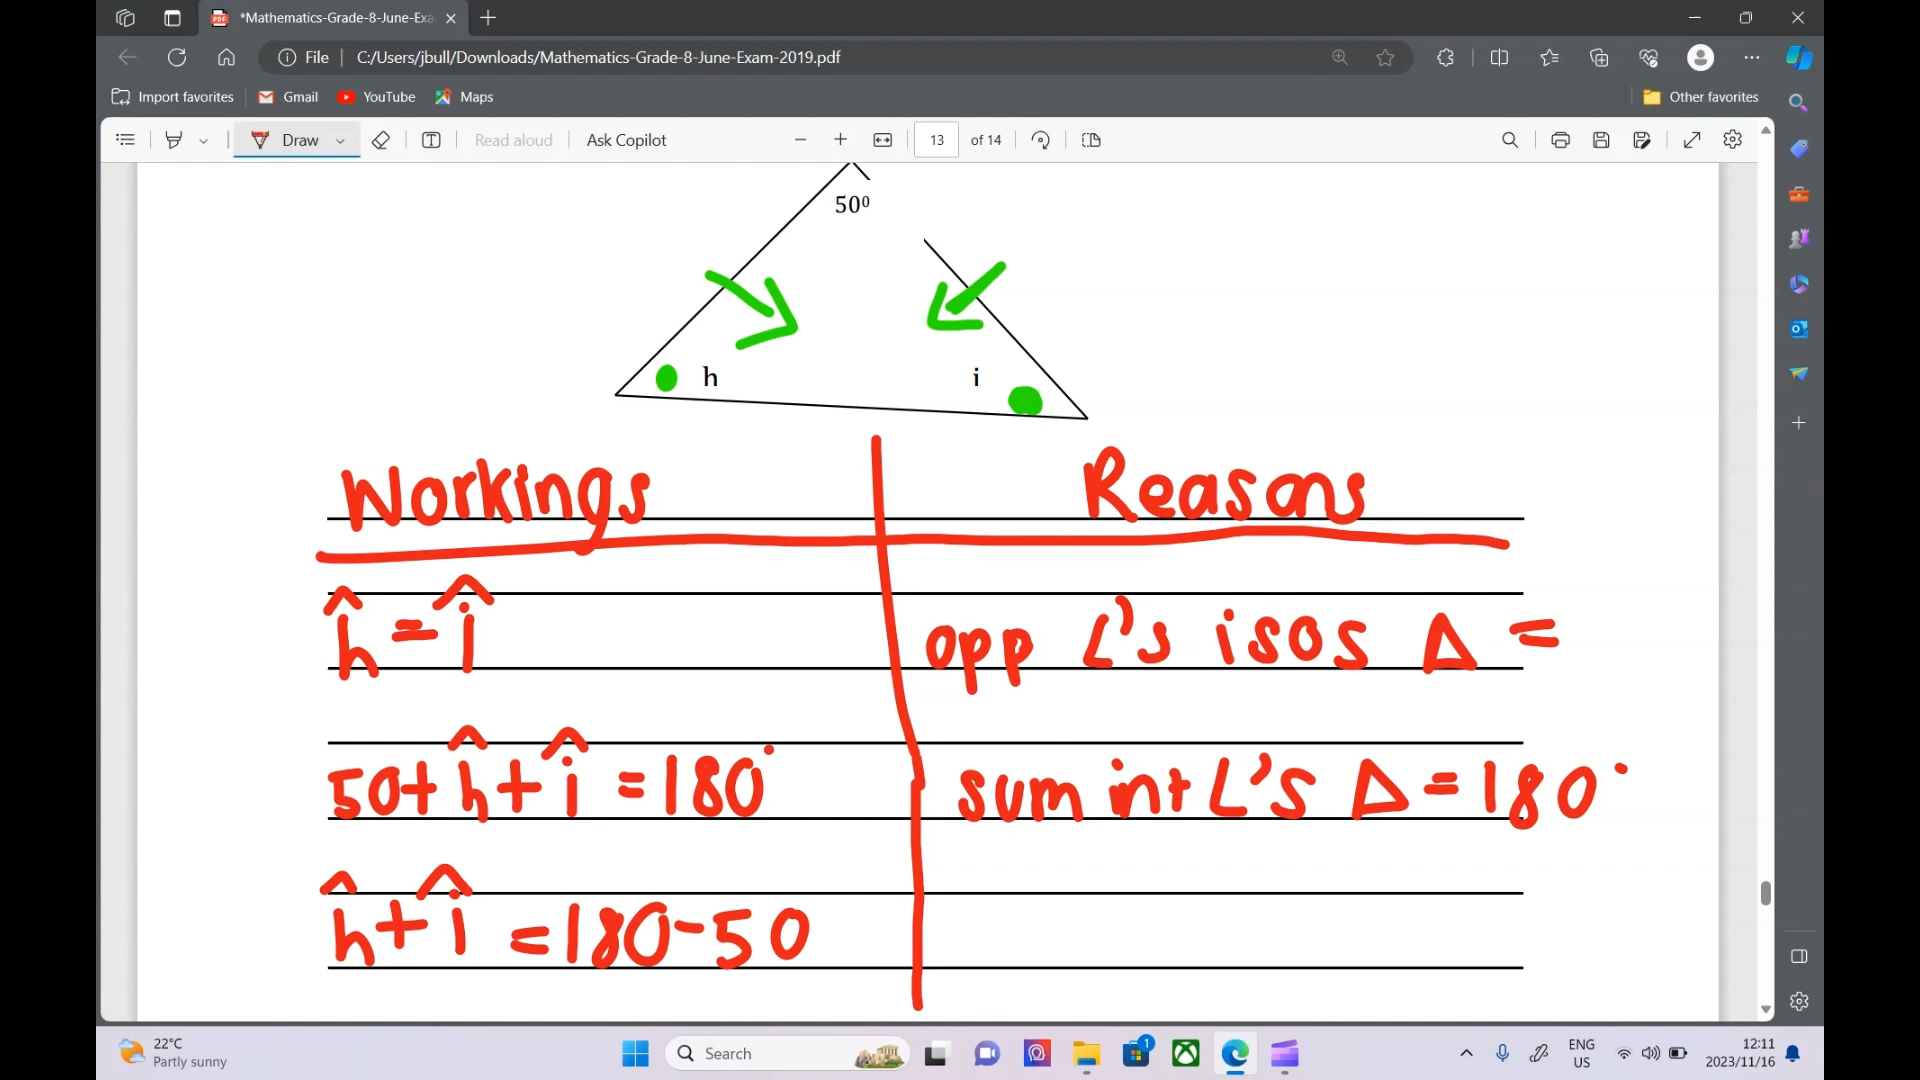 *Mathematics-Grade-8-June-Exa
File C:/Users/jbull/Downloads/Mathematics-Grade-8-June-Exam-2019.pdf
Import favorites Gmail YouTube Maps Other favorites
Draw Read aloud Ask Copilot 13 of 14
50⁰
h i
Workings Reasons
ĥ = î opp ∠'s isos Δ =
50 + ĥ + î = 180° sum int ∠'s Δ = 180°
ĥ + î = 180 - 50
22°C
Partly sunny
Search
1
ENG
US
12:11
2023/11/16